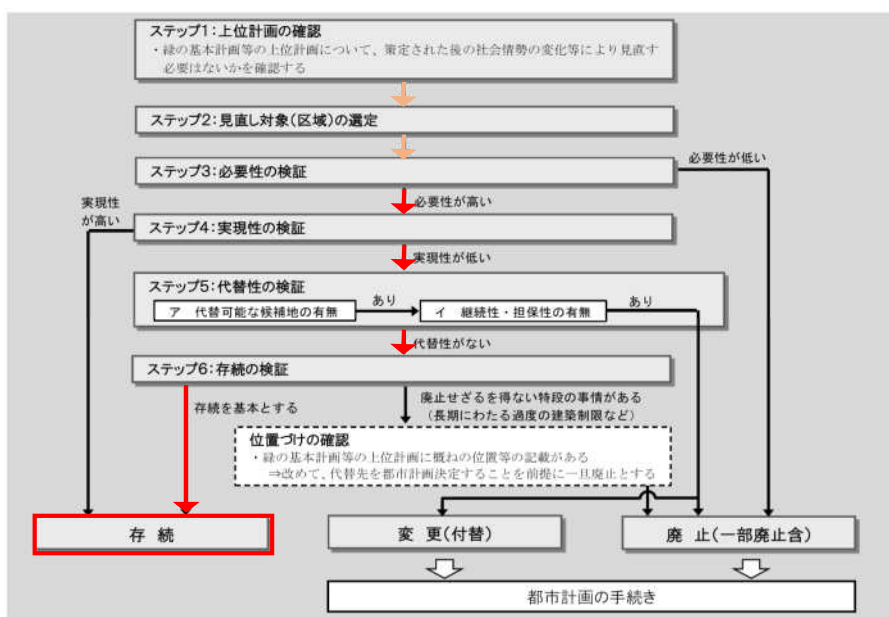 ステップ1:上位計画の確認
・緑の基本計画等の上位計画について、策定された後の社会情勢の変化等により見直す
必要はないかを確認する
ステップ2:見直し対象(区域)の選定
ステップ3:必要性の検証
必要性が低い
必要性が高い
実現性
が高い
ステップ4:実現性の検証
実現性が低い
ステップ5:代替性の検証
ア 代替可能な候補地の有無
あり
イ 継続性・担保性の有無
あり
代替性がない
ステップ6:存続の検証
存続を基本とする
廃止せざるを得ない特段の事情がある
(長期にわたる過度の建築制限など)
位置づけの確認
・緑の基本計画等の上位計画に概ねの位置等の記載がある
⇒改めて、代替先を都市計画決定することを前提に一旦廃止とする
存 続
変 更(付替)
廃 止(一部廃止含)
都市計画の手続き